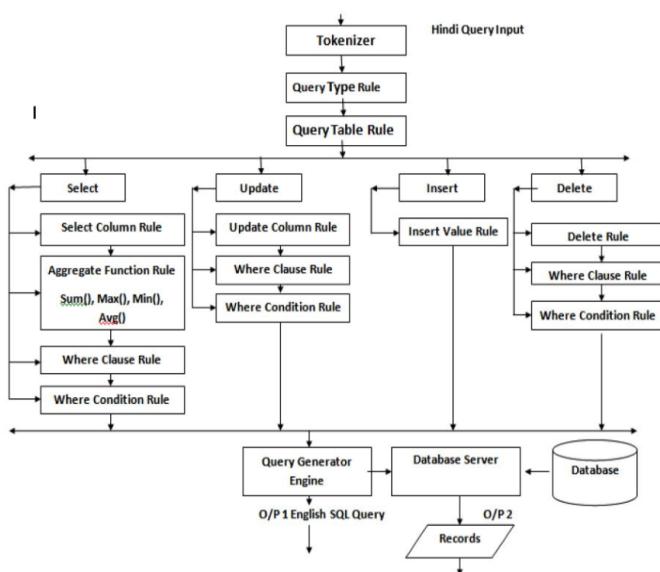 Hindi Query Input
Tokenizer
Query Type Rule
Query Table Rule
Select
Update
Insert
Delete
Select Column Rule
Aggregate Function Rule
Sum(), Max(), Min(),
Avg()
Where Clause Rule
Where Condition Rule
Update Column Rule
Where Clause Rule
Where Condition Rule
Insert Value Rule
Delete Rule
Where Clause Rule
Where Condition Rule
Query Generator
Engine
Database Server
Database
O/P 1 English SQL Query
O/P 2
Records